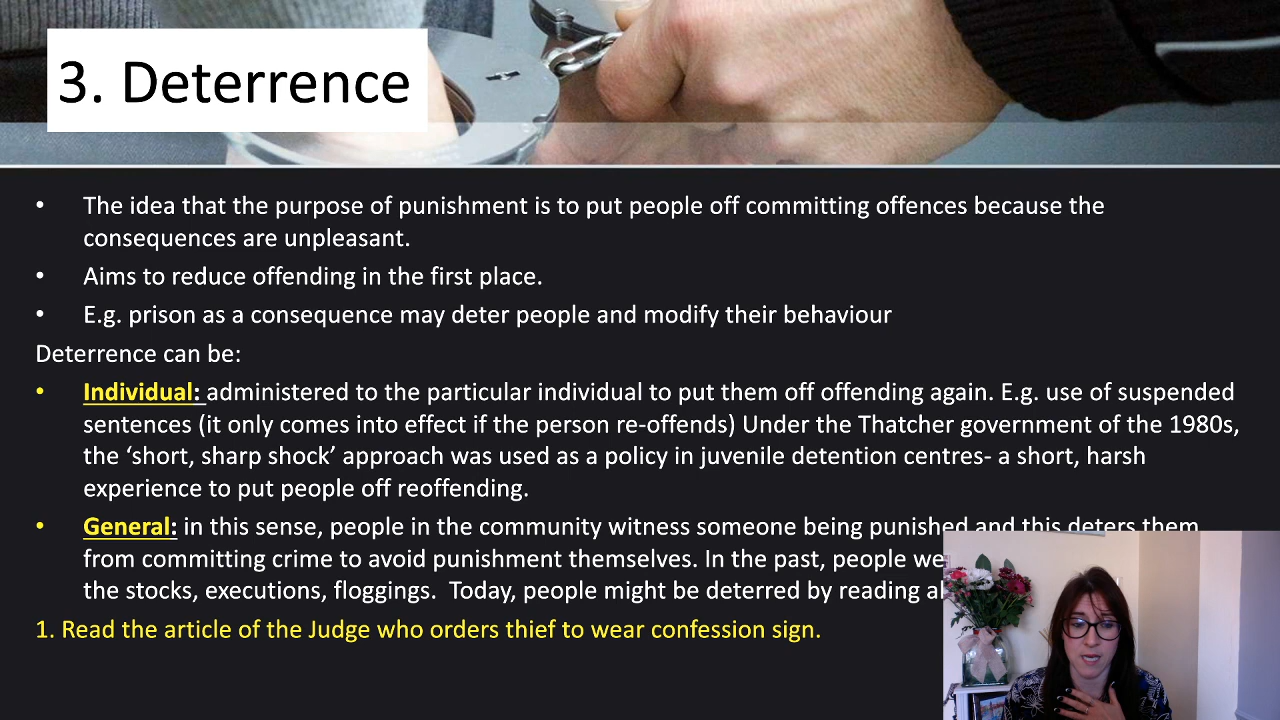 3. Deterrence
• The idea that the purpose of punishment is to put people off committing offences because the
consequences are unpleasant.
• Aims to reduce offending in the first place.
• E.g. prison as a consequence may deter people and modify their behaviour
Deterrence can be:
• Individual: administered to the particular individual to put them off offending again. E.g. use of suspended
sentences (it only comes into effect if the person re-offends) Under the Thatcher government of the 1980s,
the ‘short, sharp shock’ approach was used as a policy in juvenile detention centres- a short, harsh
experience to put people off reoffending.
• General: in this sense, people in the community witness someone being punished and this deters them
from committing crime to avoid punishment themselves. In the past, people
the stocks, executions, floggings. Today, people might be deterred by reading
1. Read the article of the Judge who orders thief to wear confession sign.